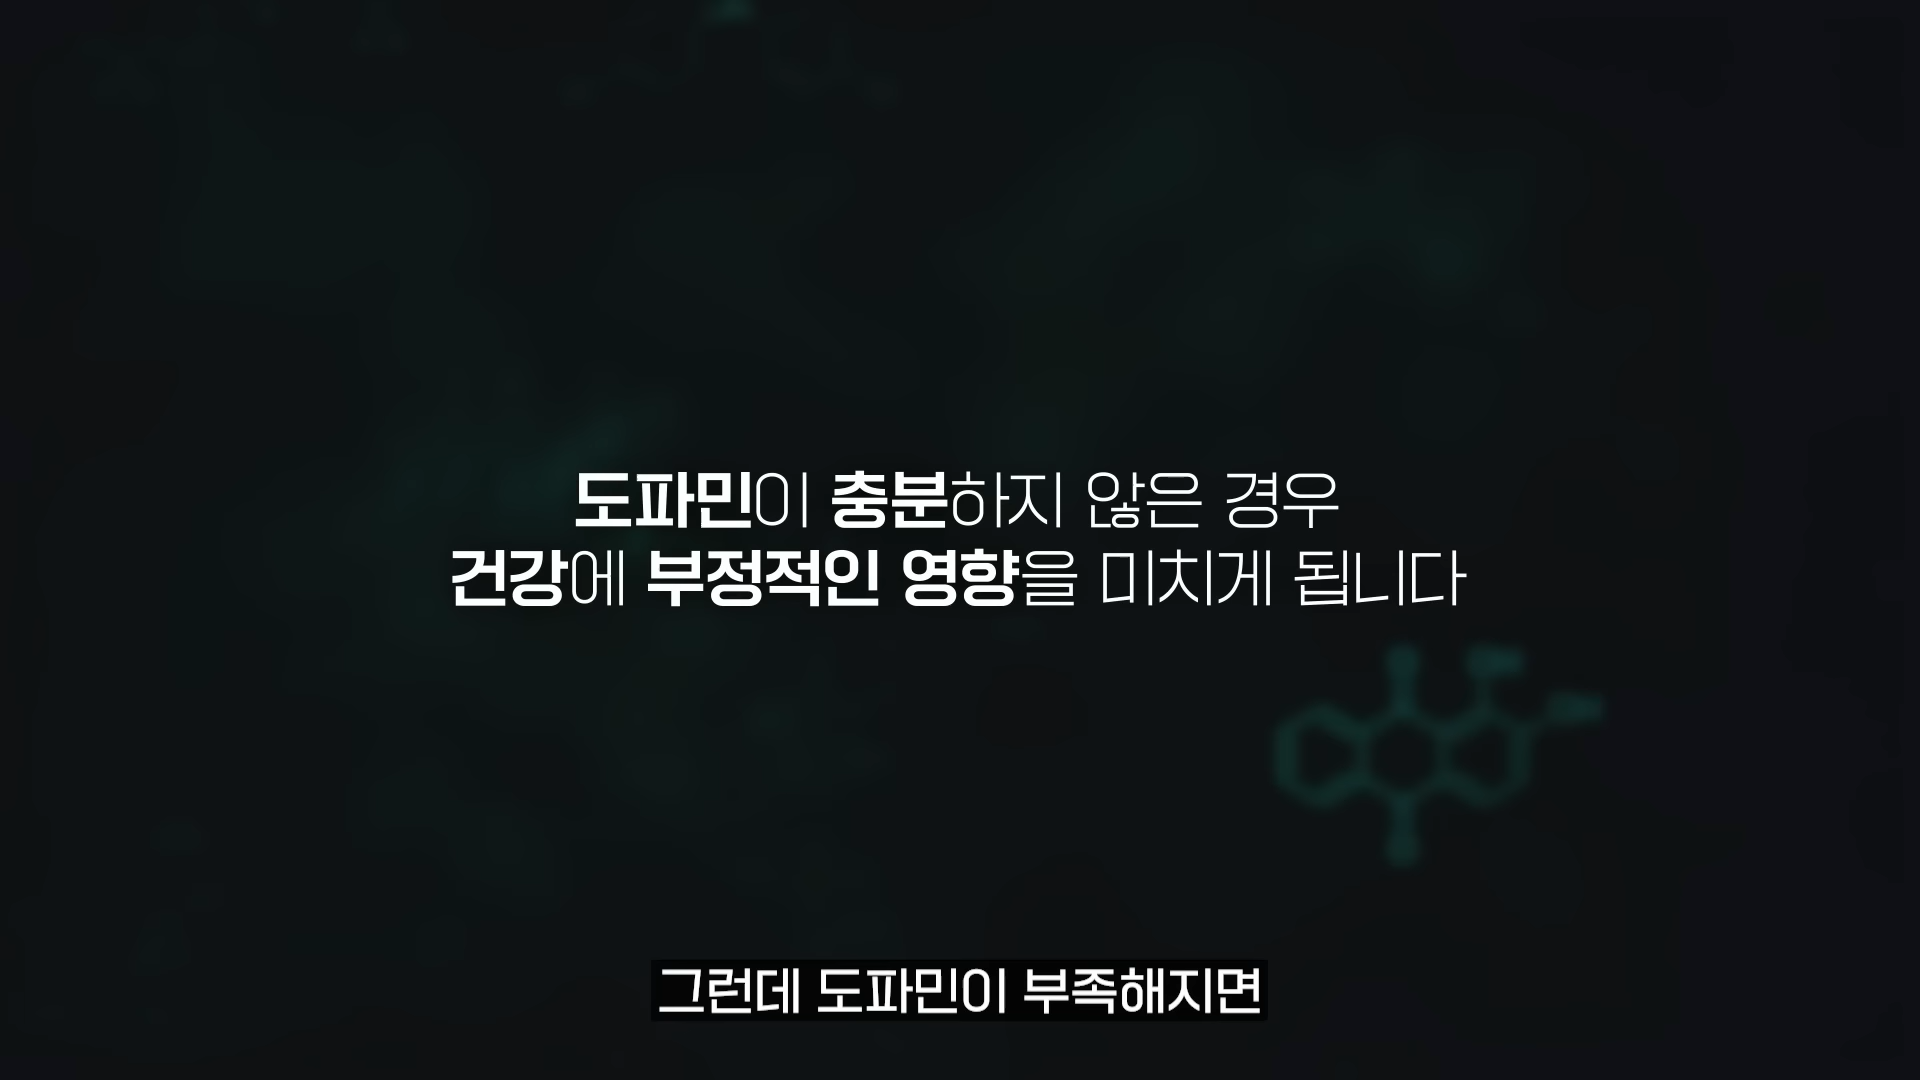 도파민이 충분하지 않은 경우
건강에 부정적인 영향을 미치게 됩니다
그런데 도파민이 부족해지면